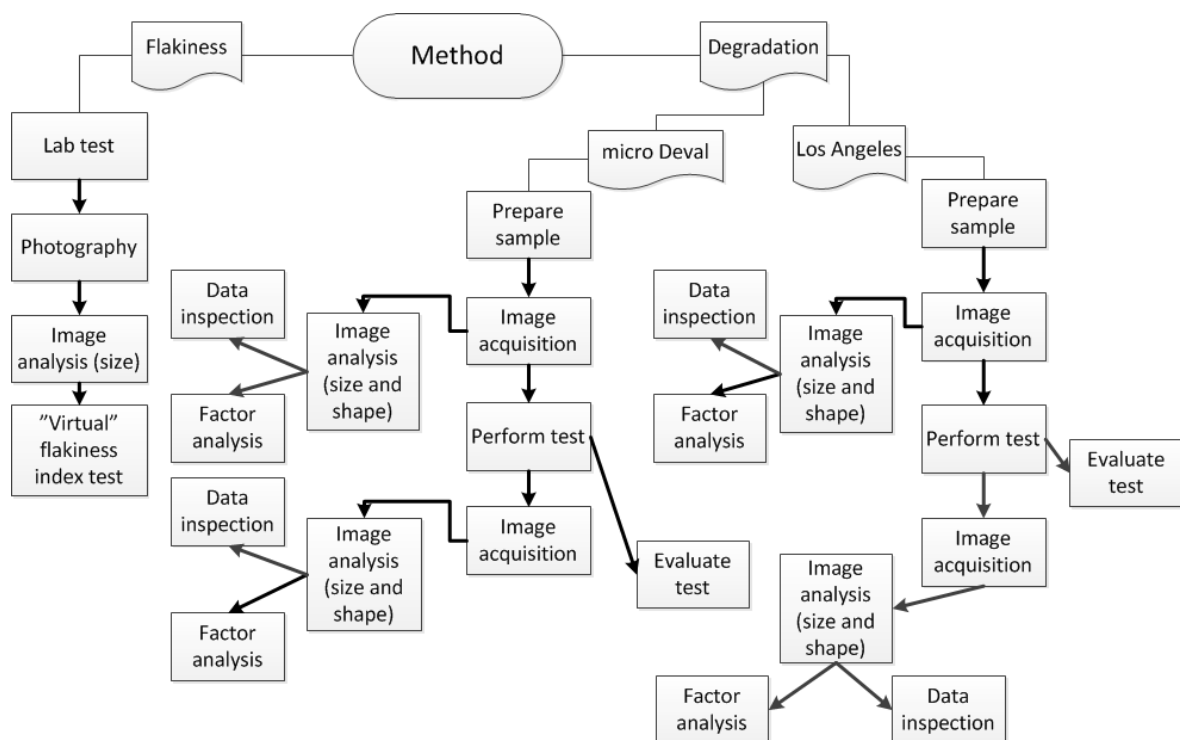 Method
Flakiness
Lab test
Photography
Image
analysis (size)
”Virtual”
flakiness
index test
Degradation
micro Deval
Prepare
sample
Image
acquisition
Image
analysis
(size and
shape)
Data
inspection
Factor
analysis
Perform test
Evaluate
test
Image
acquisition
Image
analysis
(size and
shape)
Data
inspection
Factor
analysis
Los Angeles
Prepare
sample
Image
acquisition
Image
analysis
(size and
shape)
Data
inspection
Factor
analysis
Perform test
Evaluate
test
Image
acquisition
Image
analysis
(size and
shape)
Factor
analysis
Data
inspection